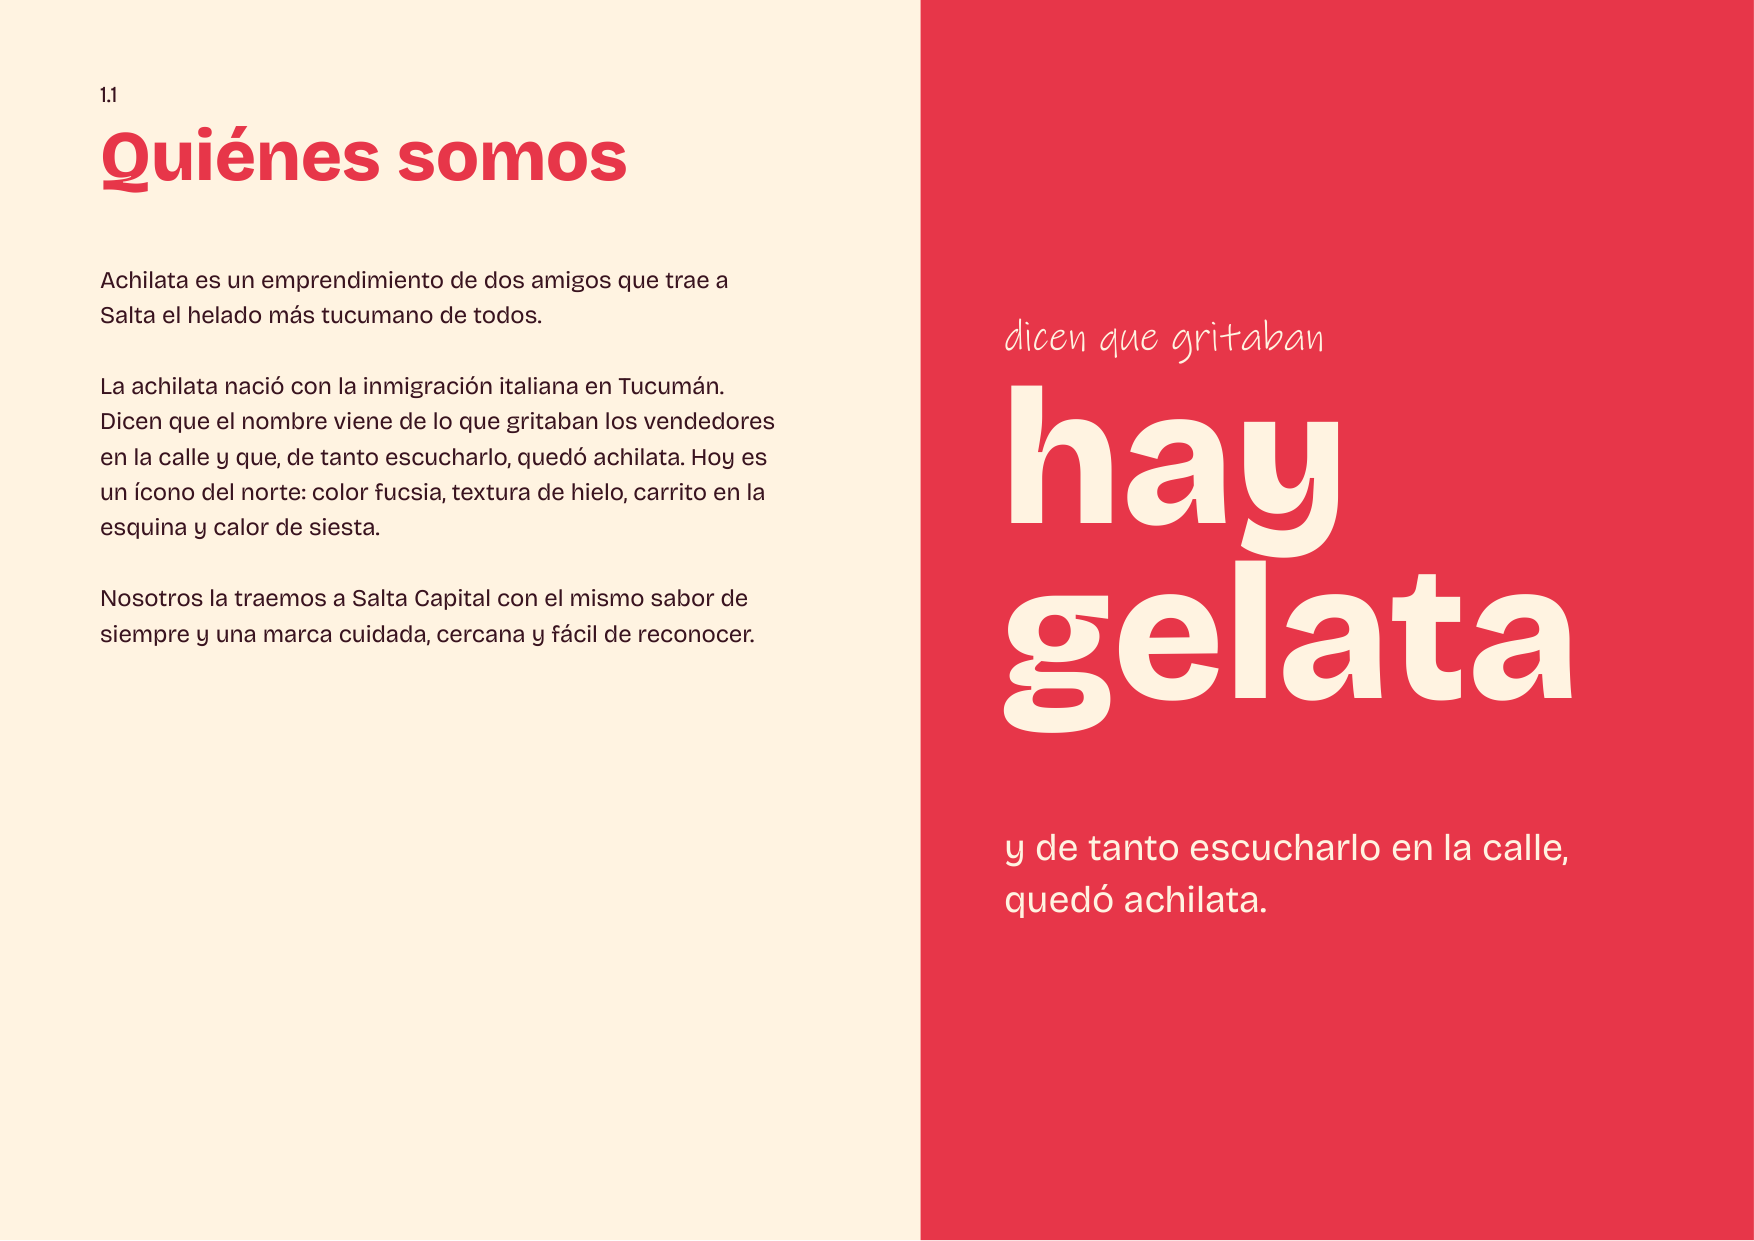 1.1
Quiénes somos
Achilata es un emprendimiento de dos amigos que trae a
Salta el helado más tucumano de todos.
La achilata nació con la inmigración italiana en Tucumán.
Dicen que el nombre viene de lo que gritaban los vendedores
en la calle y que, de tanto escucharlo, quedó achilata. Hoy es
un ícono del norte: color fucsia, textura de hielo, carrito en la
esquina y calor de siesta.
Nosotros la traemos a Salta Capital con el mismo sabor de
siempre y una marca cuidada, cercana y fácil de reconocer.
dicen que gritaban
hay
gelata
y de tanto escucharlo en la calle,
quedó achilata.